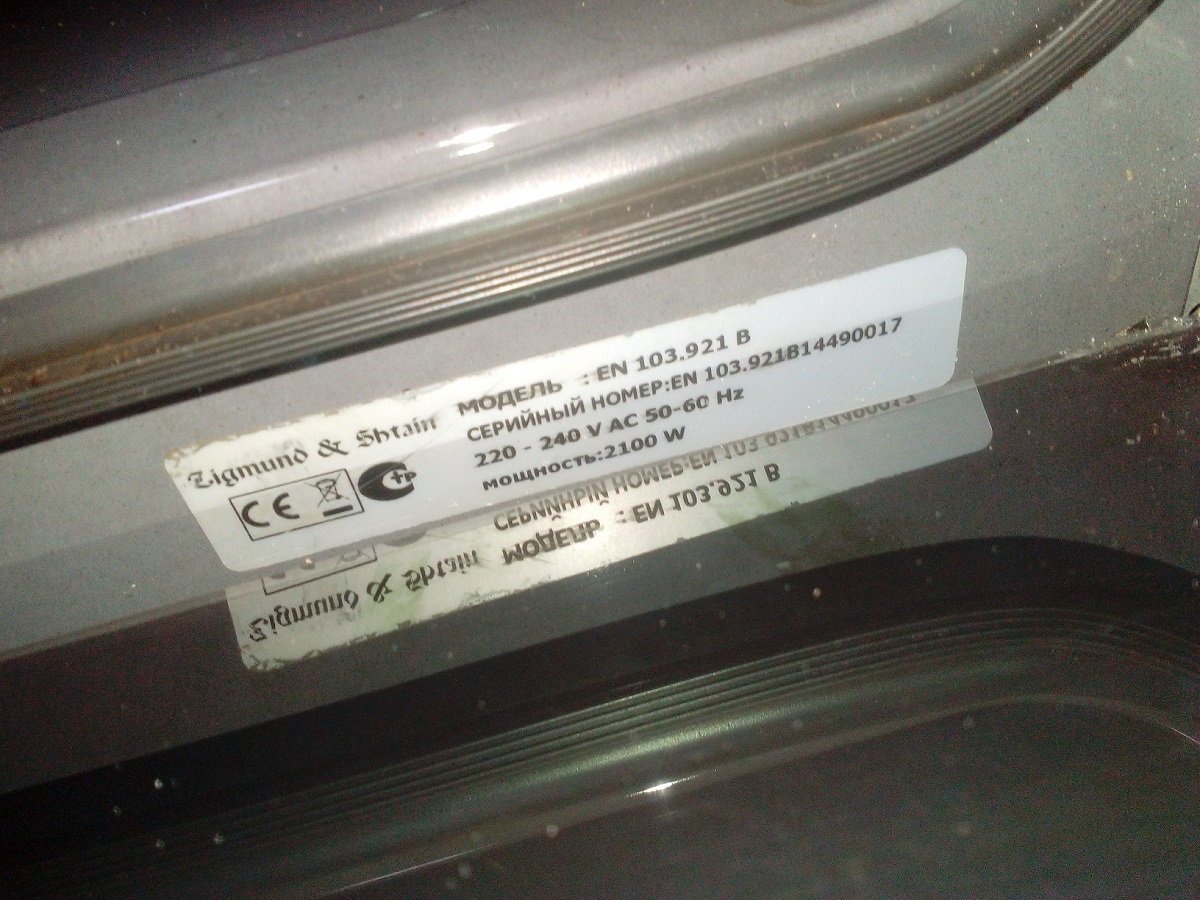 Zigmund & Shtain
CE
МОДЕЛЬ : EN 103.921 B
СЕРИЙНЫЙ НОМЕР:EN 103.921B14490017
220 - 240 V AC 50-60 Hz
мощность:2100 W